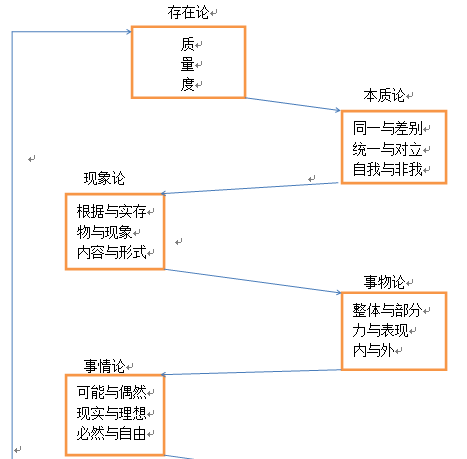 存在论
质
量
度
本质论
同一与差别
统一与对立
自我与非我
现象论
根据与实存
物与现象
内容与形式
事物论
整体与部分
力与表现
内与外
事情论
可能与偶然
现实与理想
必然与自由